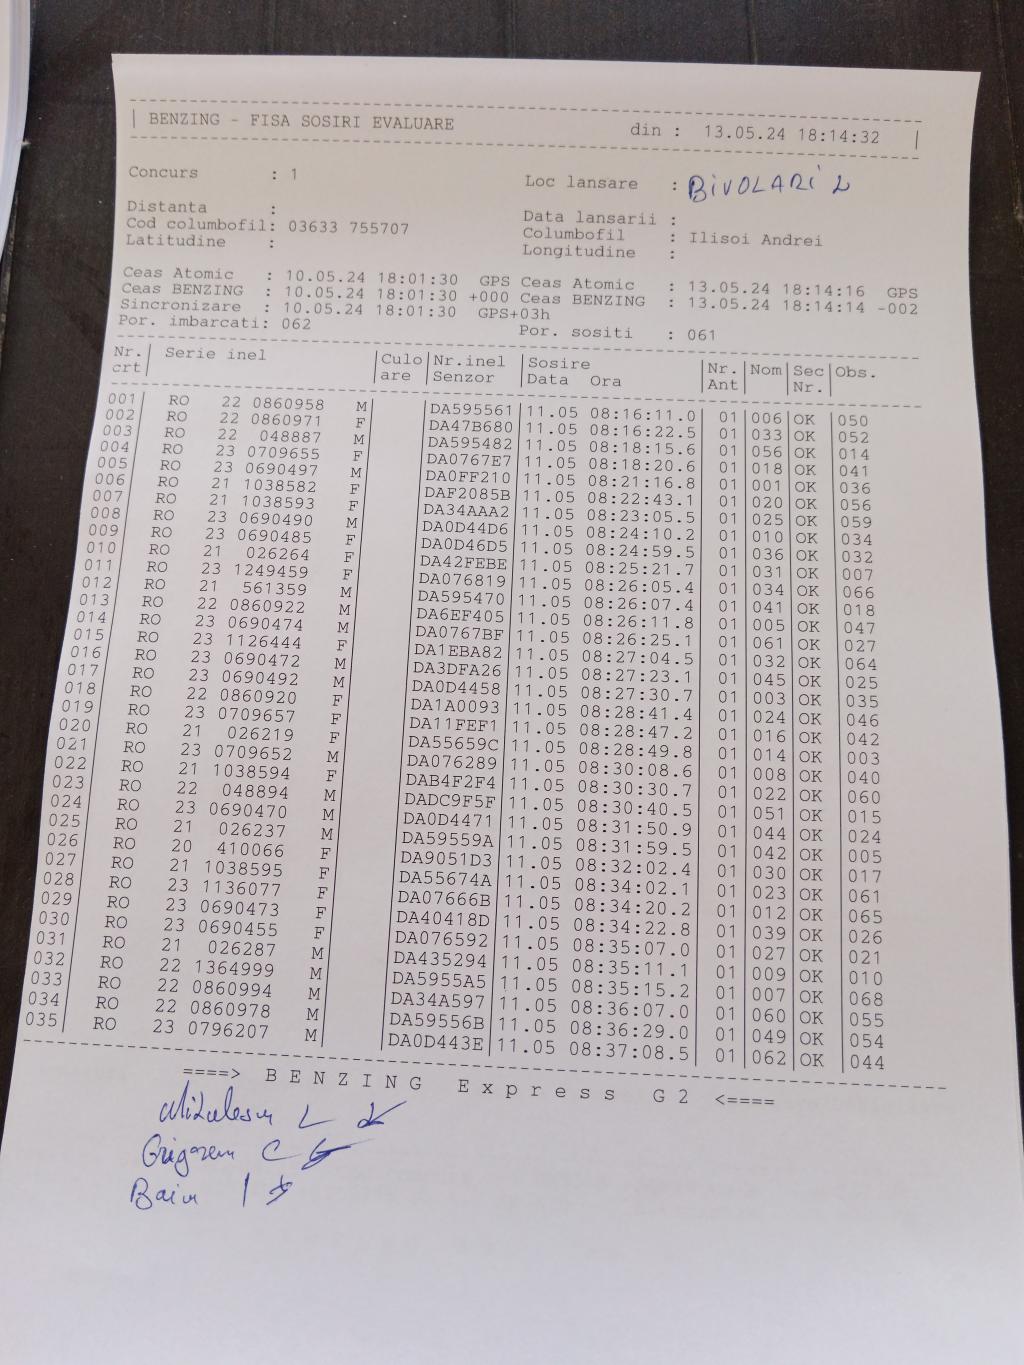 BENZING - FISA SOSIRI EVALUARE din : 13.05.24 18:14:32
Concurs : 1 Loc lansare : BIVOLARI 2
Distanta : Data lansarii :
Cod columbofil: 03633 755707 Columbofil : Ilisoi Andrei
Latitudine : Longitudine :
Ceas Atomic : 10.05.24 18:01:30 GPS Ceas Atomic : 13.05.24 18:14:16 GPS
Ceas BENZING : 10.05.24 18:01:30 +000 Ceas BENZING : 13.05.24 18:14:14 -002
Sincronizare : 10.05.24 18:01:30 GPS+03h
Por. imbarcati: 062 Por. sositi : 061
Nr. Serie inel Culo Nr.inel Sosire Nr. Nom Sec Obs.
crt are Senzor Data Ora Ant Nr.
001 RO 22 0860958 M DA595561 11.05 08:16:11.0 01 006 OK 050
002 RO 22 0860971 F DA47B680 11.05 08:16:22.5 01 033 OK 052
003 RO 22 048887 M DA595482 11.05 08:18:15.6 01 056 OK 014
004 RO 23 0709655 F DA0767E7 11.05 08:18:20.6 01 018 OK 041
005 RO 23 0690497 M DA0FF210 11.05 08:21:16.8 01 001 OK 036
006 RO 21 1038582 F DAF2085B 11.05 08:22:43.1 01 020 OK 056
007 RO 21 1038593 F DA34AAA2 11.05 08:23:05.5 01 025 OK 059
008 RO 23 0690490 M DA0D44D6 11.05 08:24:10.2 01 010 OK 034
009 RO 23 0690485 F DA0D46D5 11.05 08:24:59.5 01 036 OK 032
010 RO 21 026264 F DA42FEBE 11.05 08:25:21.7 01 031 OK 007
011 RO 23 1249459 F DA076819 11.05 08:26:05.4 01 034 OK 066
012 RO 21 561359 M DA595470 11.05 08:26:07.4 01 041 OK 018
013 RO 22 0860922 M DA6EF405 11.05 08:26:11.8 01 005 OK 047
014 RO 23 0690474 M DA0767BF 11.05 08:26:25.1 01 061 OK 027
015 RO 23 1126444 F DA1EBA82 11.05 08:27:04.5 01 032 OK 064
016 RO 23 0690472 M DA3DFA26 11.05 08:27:23.1 01 045 OK 025
017 RO 23 0690492 M DA0D4458 11.05 08:27:30.7 01 003 OK 035
018 RO 22 0860920 F DA1A0093 11.05 08:28:41.4 01 024 OK 046
019 RO 23 0709657 F DA11FEF1 11.05 08:28:47.2 01 016 OK 042
020 RO 21 026219 F DA55659C 11.05 08:28:49.8 01 014 OK 003
021 RO 23 0709652 M DA076289 11.05 08:30:08.6 01 008 OK 040
022 RO 21 1038594 F DAB4F2F4 11.05 08:30:30.7 01 022 OK 060
023 RO 22 048894 M DADC9F5F 11.05 08:30:40.5 01 051 OK 015
024 RO 23 0690470 M DA0D4471 11.05 08:31:50.9 01 044 OK 024
025 RO 21 026237 M DA59559A 11.05 08:31:59.5 01 042 OK 005
026 RO 20 410066 F DA9051D3 11.05 08:32:02.4 01 030 OK 017
027 RO 21 1038595 F DA55674A 11.05 08:34:02.1 01 023 OK 061
028 RO 23 1136077 F DA07666B 11.05 08:34:20.2 01 012 OK 065
029 RO 23 0690473 F DA40418D 11.05 08:34:22.8 01 039 OK 026
030 RO 23 0690455 F DA076592 11.05 08:35:07.0 01 027 OK 021
031 RO 21 026287 M DA435294 11.05 08:35:11.1 01 009 OK 010
032 RO 22 1364999 M DA5955A5 11.05 08:35:15.2 01 007 OK 068
033 RO 22 0860994 M DA34A597 11.05 08:36:07.0 01 060 OK 055
034 RO 22 0860978 M DA59556B 11.05 08:36:29.0 01 049 OK 054
035 RO 23 0796207 M DA0D443E 11.05 08:37:08.5 01 062 OK 044
====> BENZING Express G2 <====
L
C